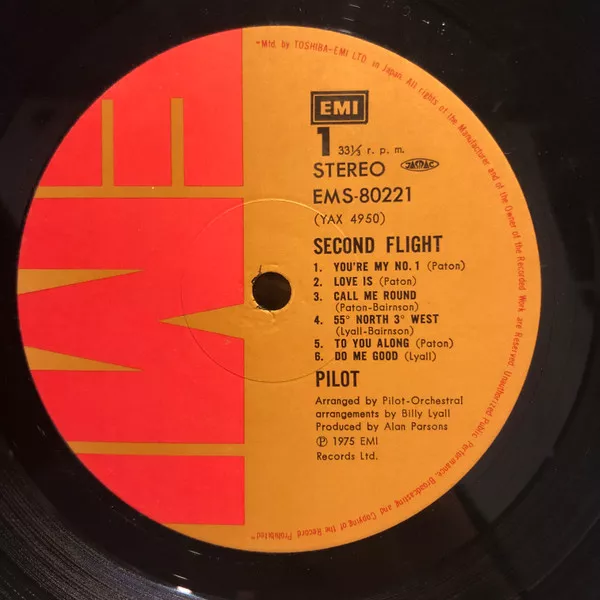 EMI
1 33⅓ r. p. m.
STEREO JASRAC
EMS-80221
(YAX 4950)
SECOND FLIGHT
1. YOU'RE MY NO. 1 (Paton)
2. LOVE IS (Paton)
3. CALL ME ROUND
(Paton-Bairnson)
4. 55° NORTH 3° WEST
(Lyall-Bairnson)
5. TO YOU ALONG (Paton)
6. DO ME GOOD (Lyall)
PILOT
Arranged by Pilot-Orchestral
arrangements by Billy Lyall
Produced by Alan Parsons
Ⓟ 1975 EMI
Records Ltd.
*Mfd. by TOSHIBA-EMI LTD. in Japan. All rights of the Manufacturer and of the Owner of the Recorded Work are Reserved. Unauthorized Public Performance, Broadcasting and Copying of the Record Prohibited*
EMI